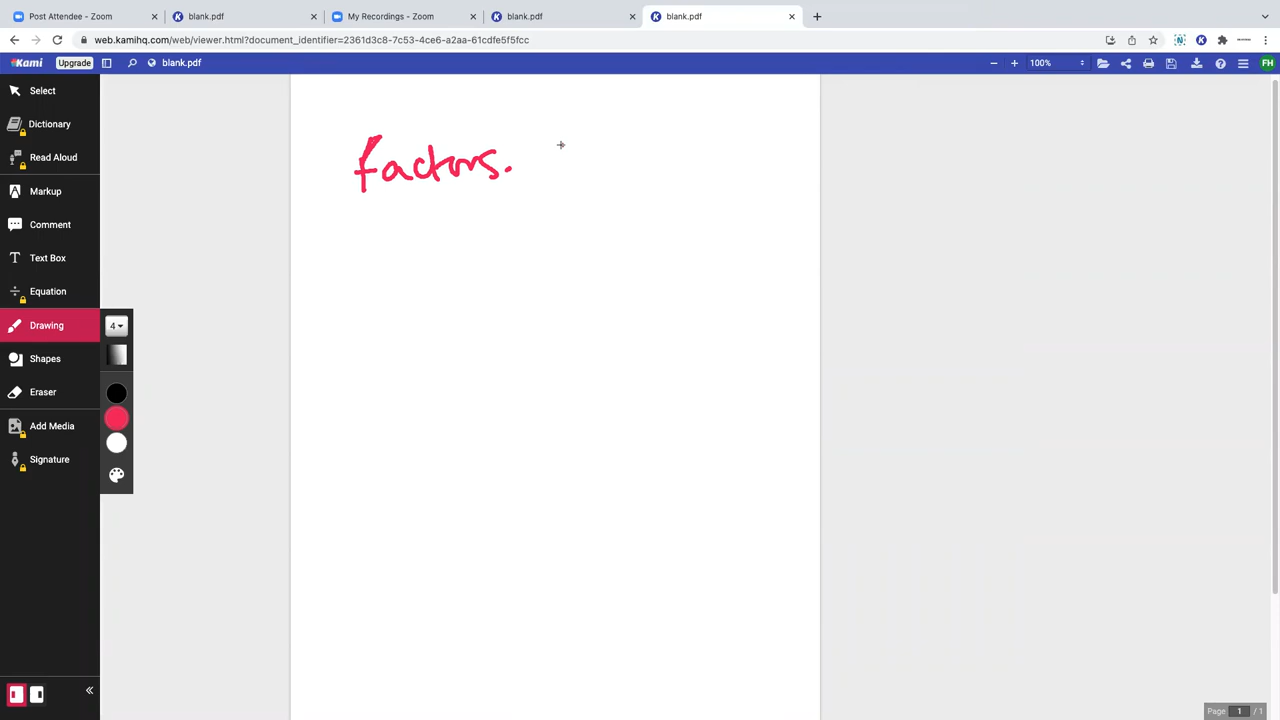 Post Attendee - Zoom
blank.pdf
My Recordings - Zoom
blank.pdf
blank.pdf
web.kamihq.com/web/viewer.html?document_identifier=2361d3c8-7c53-4ce6-a2aa-61cdfe5f5fcc
Kami
Upgrade
blank.pdf
100%
FH
Select
Dictionary
Read Aloud
Markup
Comment
Text Box
Equation
Drawing
Shapes
Eraser
Add Media
Signature
4
factors.
Page 1 / 1